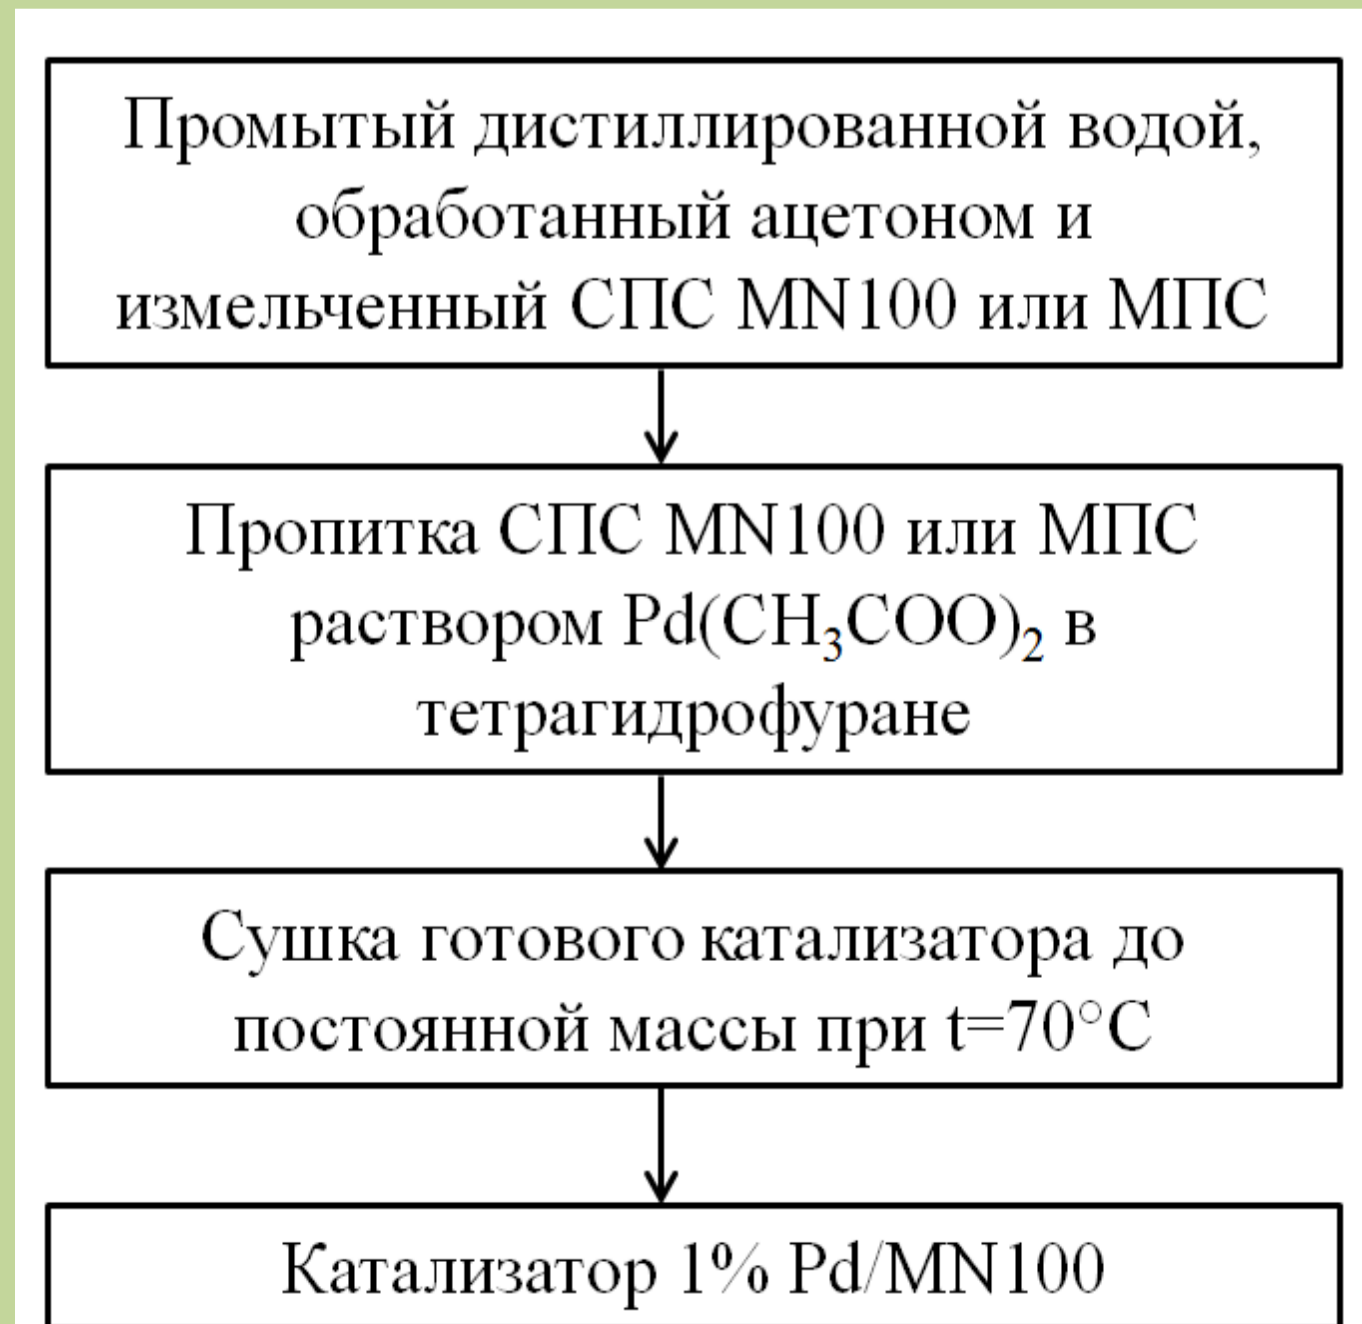 Промытый дистиллированной водой,
обработанный ацетоном и
измельченный СПС MN100 или МПС
Пропитка СПС MN100 или МПС
раствором Pd(CH₃COO)₂ в
тетрагидрофуране
Сушка готового катализатора до
постоянной массы при t=70°C
Катализатор 1% Pd/MN100